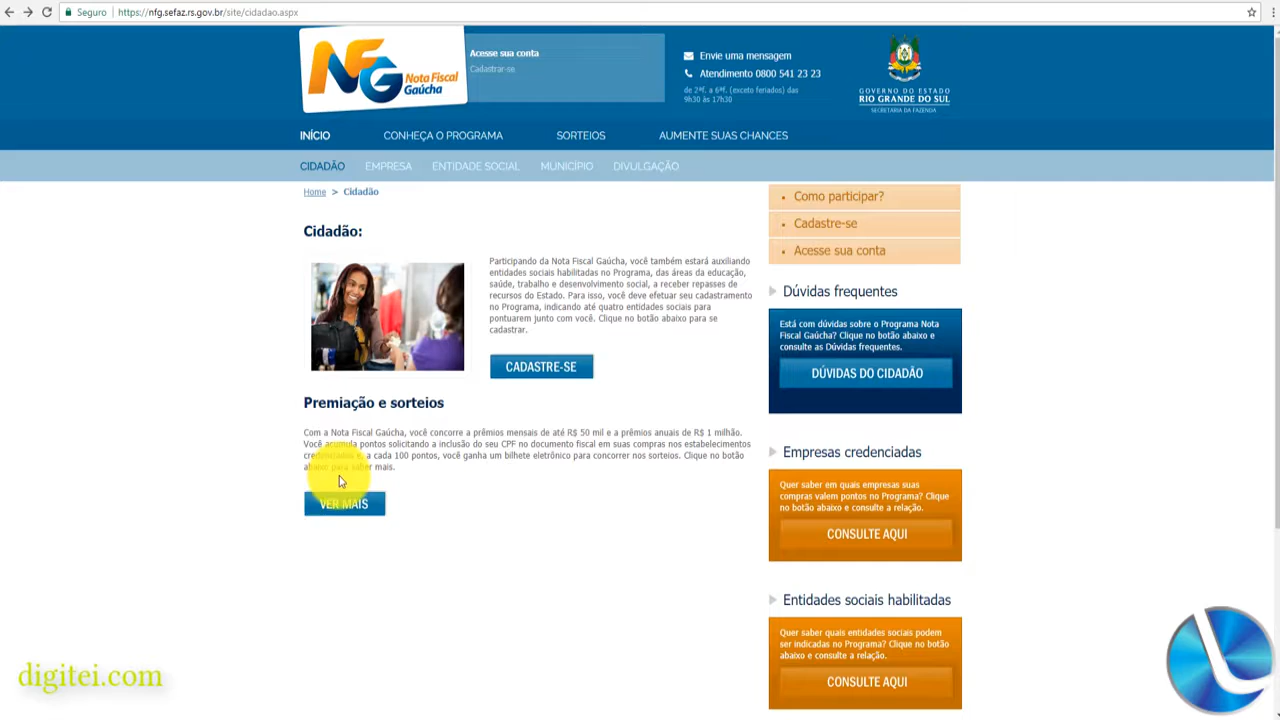 Seguro
https://nfg.sefaz.rs.gov.br/site/cidadao.aspx
NFG Nota Fiscal
Gaúcha
Acesse sua conta
Cadastrar-se
Envie uma mensagem
Atendimento 0800 541 23 23
de 2ªf. a 6ªf. (exceto feriados) das
9h30 às 17h30
GOVERNO DO ESTADO
RIO GRANDE DO SUL
SECRETARIA DA FAZENDA
INÍCIO CONHEÇA O PROGRAMA SORTEIOS AUMENTE SUAS CHANCES
CIDADÃO EMPRESA ENTIDADE SOCIAL MUNICÍPIO DIVULGAÇÃO
Home > Cidadão
Cidadão:
Participando da Nota Fiscal Gaúcha, você também estará auxiliando
entidades sociais habilitadas no Programa, das áreas da educação,
saúde, trabalho e desenvolvimento social, a receber repasses de
recursos do Estado. Para isso, você deve efetuar seu cadastramento
no Programa, indicando até quatro entidades sociais para
pontuarem junto com você. Clique no botão abaixo para se
cadastrar.
CADASTRE-SE
Premiação e sorteios
Com a Nota Fiscal Gaúcha, você concorre a prêmios mensais de até R$ 50 mil e a prêmios anuais de R$ 1 milhão.
Você acumula pontos solicitando a inclusão do seu CPF no documento fiscal em suas compras nos estabelecimentos
credenciados e, a cada 100 pontos, você ganha um bilhete eletrônico para concorrer nos sorteios. Clique no botão
abaixo para saber mais.
VER MAIS
Como participar?
Cadastre-se
Acesse sua conta
Dúvidas frequentes
Está com dúvidas sobre o Programa Nota
Fiscal Gaúcha? Clique no botão abaixo e
consulte as Dúvidas frequentes.
DÚVIDAS DO CIDADÃO
Empresas credenciadas
Quer saber em quais empresas suas
compras valem pontos no Programa? Clique
no botão abaixo e consulte a relação.
CONSULTE AQUI
Entidades sociais habilitadas
Quer saber quais entidades sociais podem
ser indicadas no Programa? Clique no botão
abaixo e consulte a relação.
CONSULTE AQUI
digitei.com